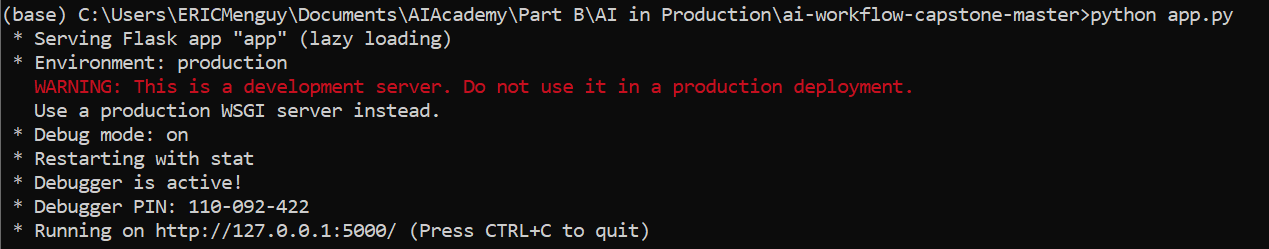 (base) C:\Users\ERICMenguy\Documents\AIAcademy\Part B\AI in Production\ai-workflow-capstone-master>python app.py
* Serving Flask app "app" (lazy loading)
* Environment: production
WARNING: This is a development server. Do not use it in a production deployment.
Use a production WSGI server instead.
* Debug mode: on
* Restarting with stat
* Debugger is active!
* Debugger PIN: 110-092-422
* Running on http://127.0.0.1:5000/ (Press CTRL+C to quit)